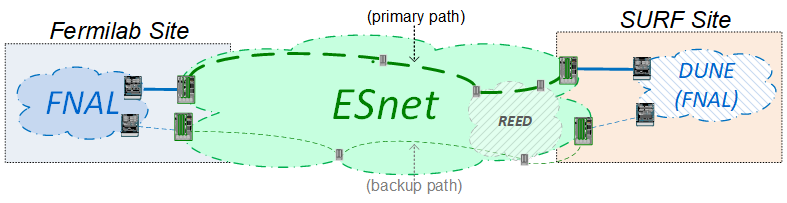 (primary path)
SURF Site
Fermilab Site
FNAL
ESnet
REED
DUNE
(FNAL)
(backup path)